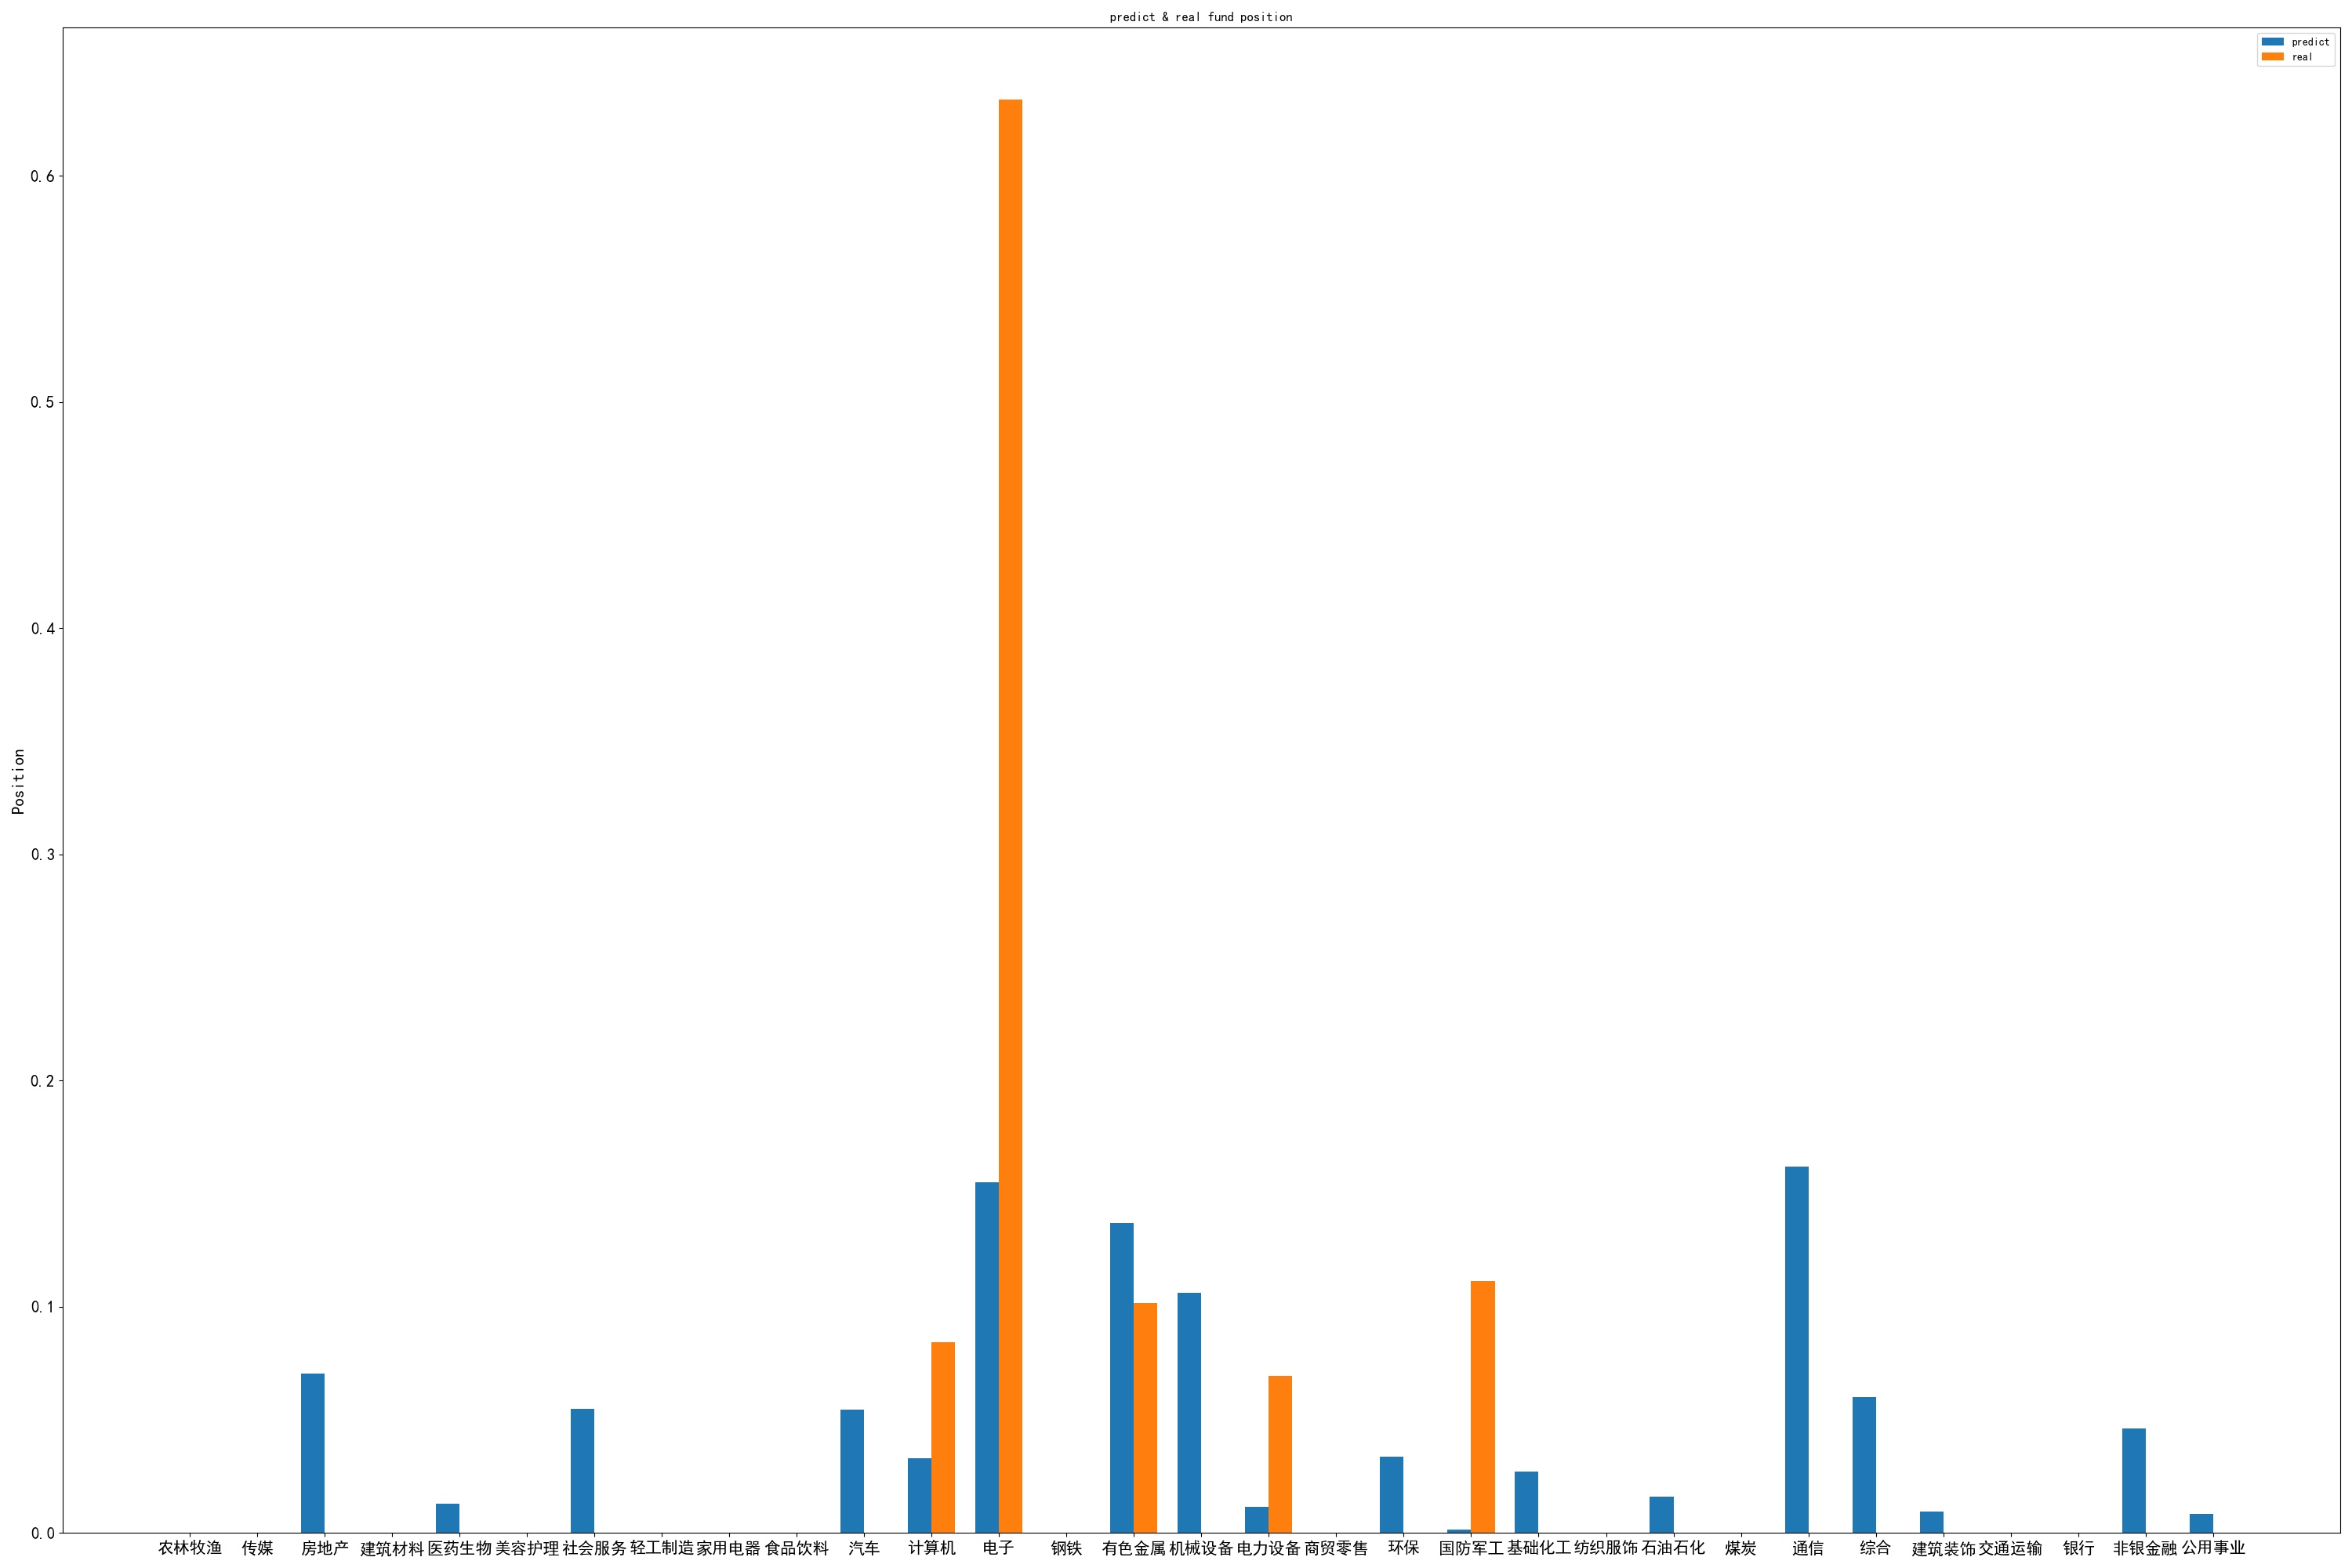 predict & real fund position
predict
real
0.6
0.5
0.4
0.3
0.2
0.1
0.0
Position
农林牧渔 传媒 房地产 建筑材料 医药生物 美容护理 社会服务 轻工制造 家用电器 食品饮料 汽车 计算机 电子 钢铁 有色金属 机械设备 电力设备 商贸零售 环保 国防军工 基础化工 纺织服饰 石油石化 煤炭 通信 综合 建筑装饰 交通运输 银行 非银金融 公用事业